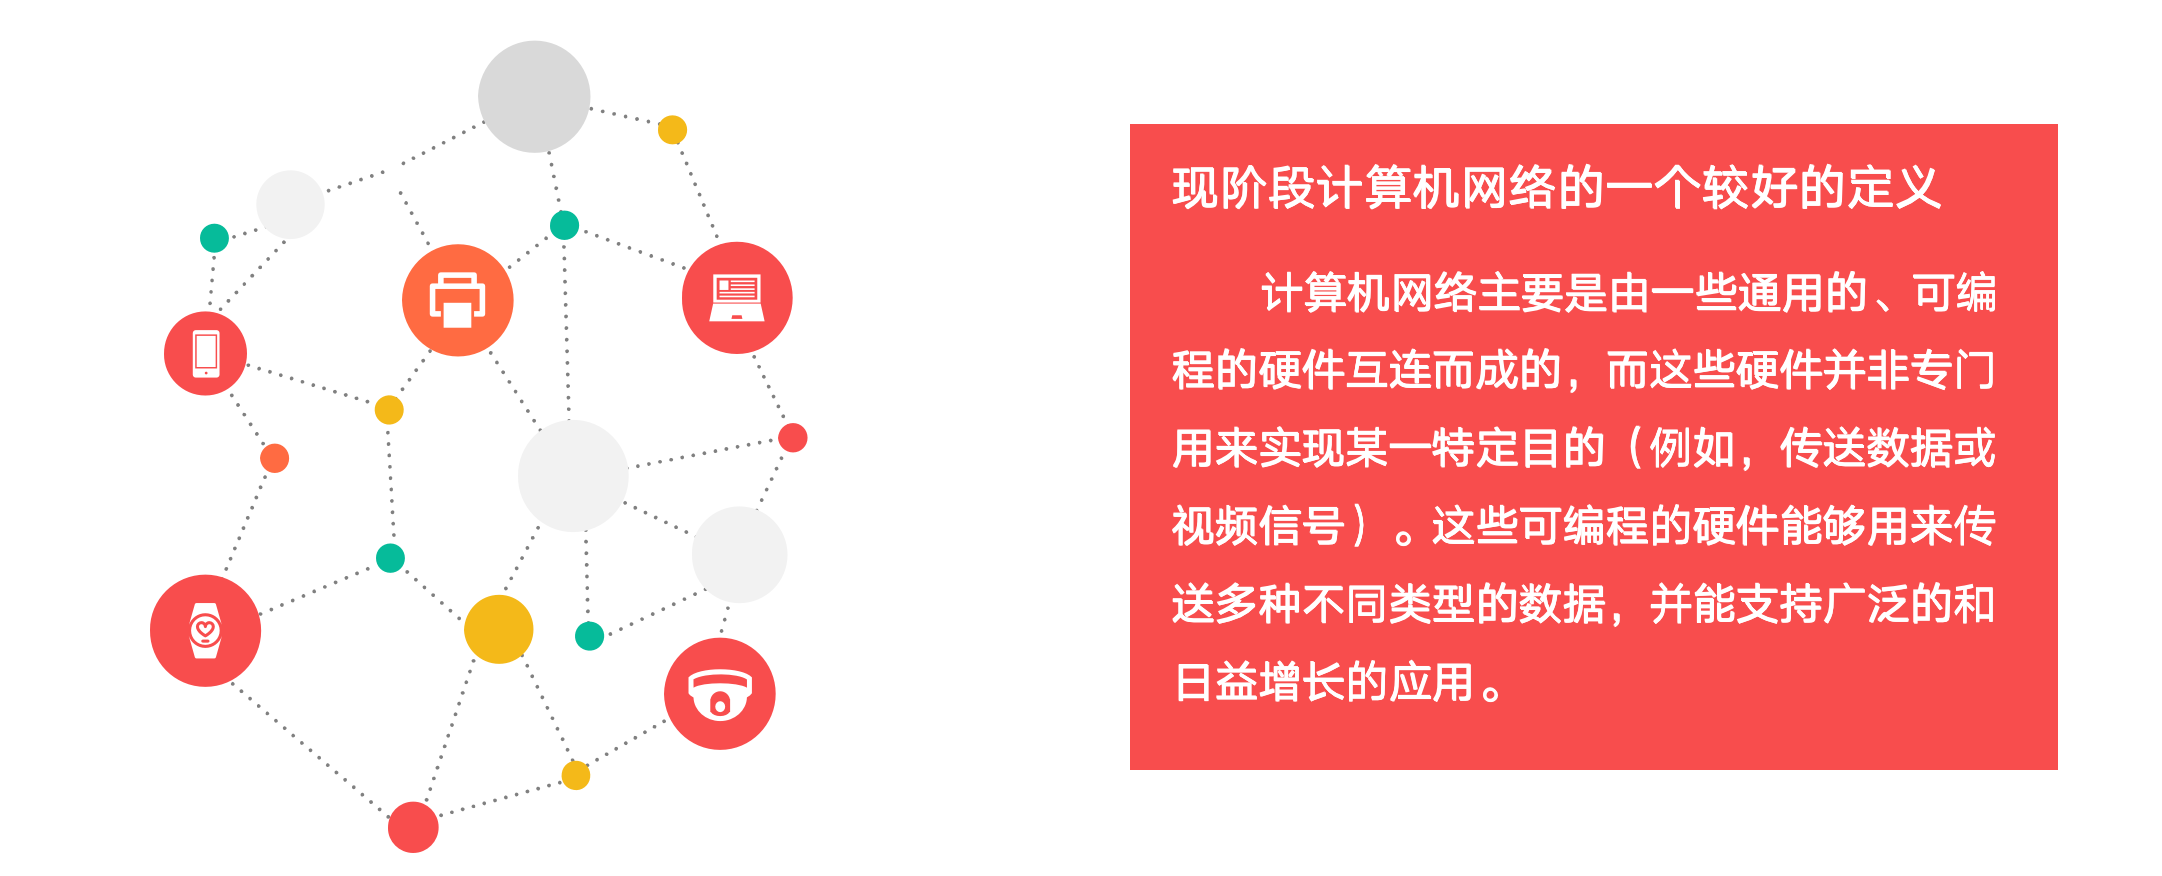 现阶段计算机网络的一个较好的定义
计算机网络主要是由一些通用的、可编
程的硬件互连而成的，而这些硬件并非专门
用来实现某一特定目的（例如，传送数据或
视频信号）。这些可编程的硬件能够用来传
送多种不同类型的数据，并能支持广泛的和
日益增长的应用。